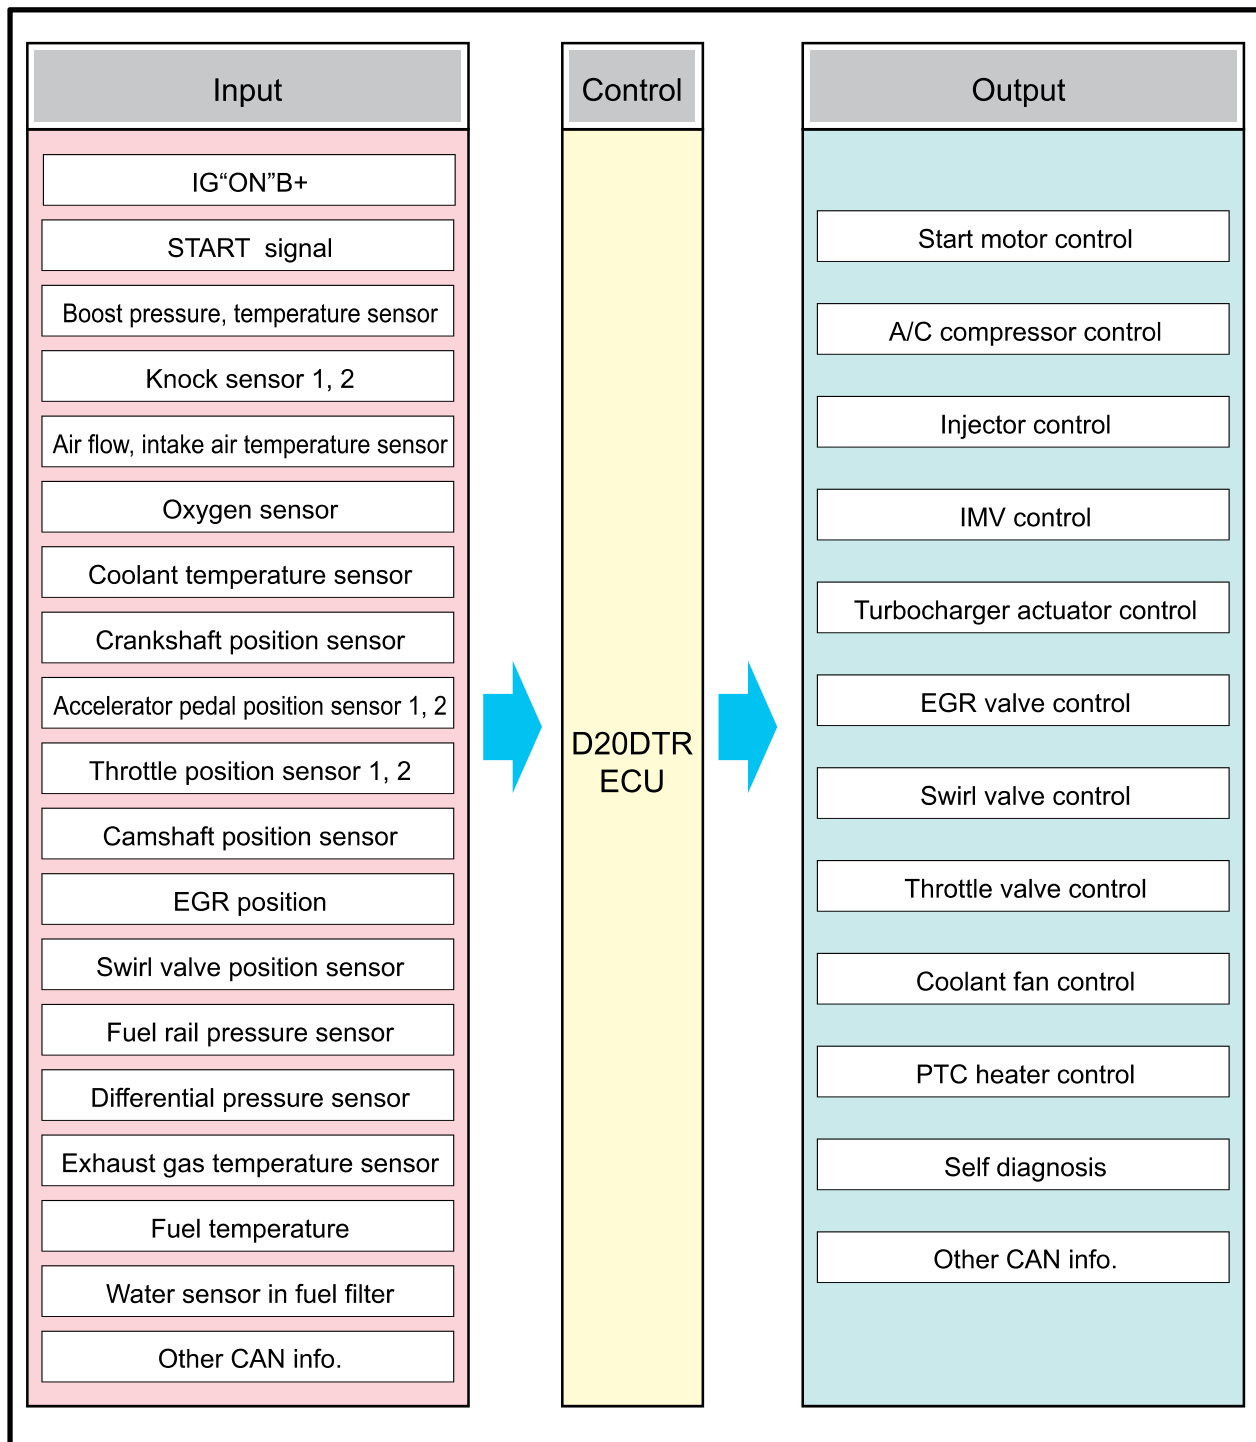 Input
IG“ON”B+
START signal
Boost pressure, temperature sensor
Knock sensor 1, 2
Air flow, intake air temperature sensor
Oxygen sensor
Coolant temperature sensor
Crankshaft position sensor
Accelerator pedal position sensor 1, 2
Throttle position sensor 1, 2
Camshaft position sensor
EGR position
Swirl valve position sensor
Fuel rail pressure sensor
Differential pressure sensor
Exhaust gas temperature sensor
Fuel temperature
Water sensor in fuel filter
Other CAN info.
Control
D20DTR
ECU
Output
Start motor control
A/C compressor control
Injector control
IMV control
Turbocharger actuator control
EGR valve control
Swirl valve control
Throttle valve control
Coolant fan control
PTC heater control
Self diagnosis
Other CAN info.